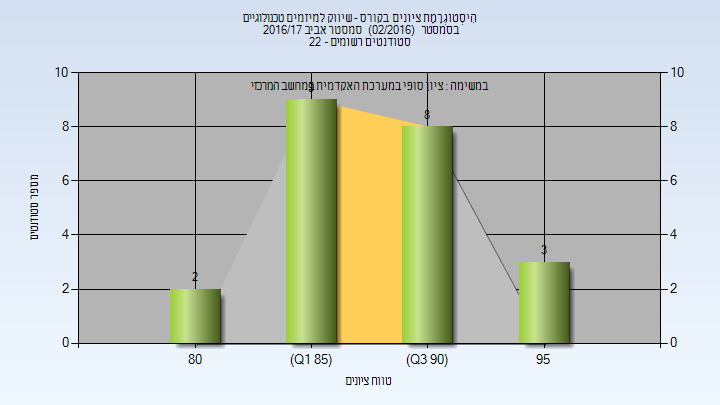 היסטוגרמת ציונים בקורס - שיווק למיזמים טכנולוגיים
בסמסטר (02/2016) סמסטר אביב 2016/17
סטודנטים רשומים - 22
במשימה : ציון סופי במערכת האקדמית במחשב המרכזי
10 10
8 8
6 6
4 4
2 2
0 0
2 9 8 3
מספר סטודנטים
80 (Q1 85) (Q3 90) 95
טווח ציונים